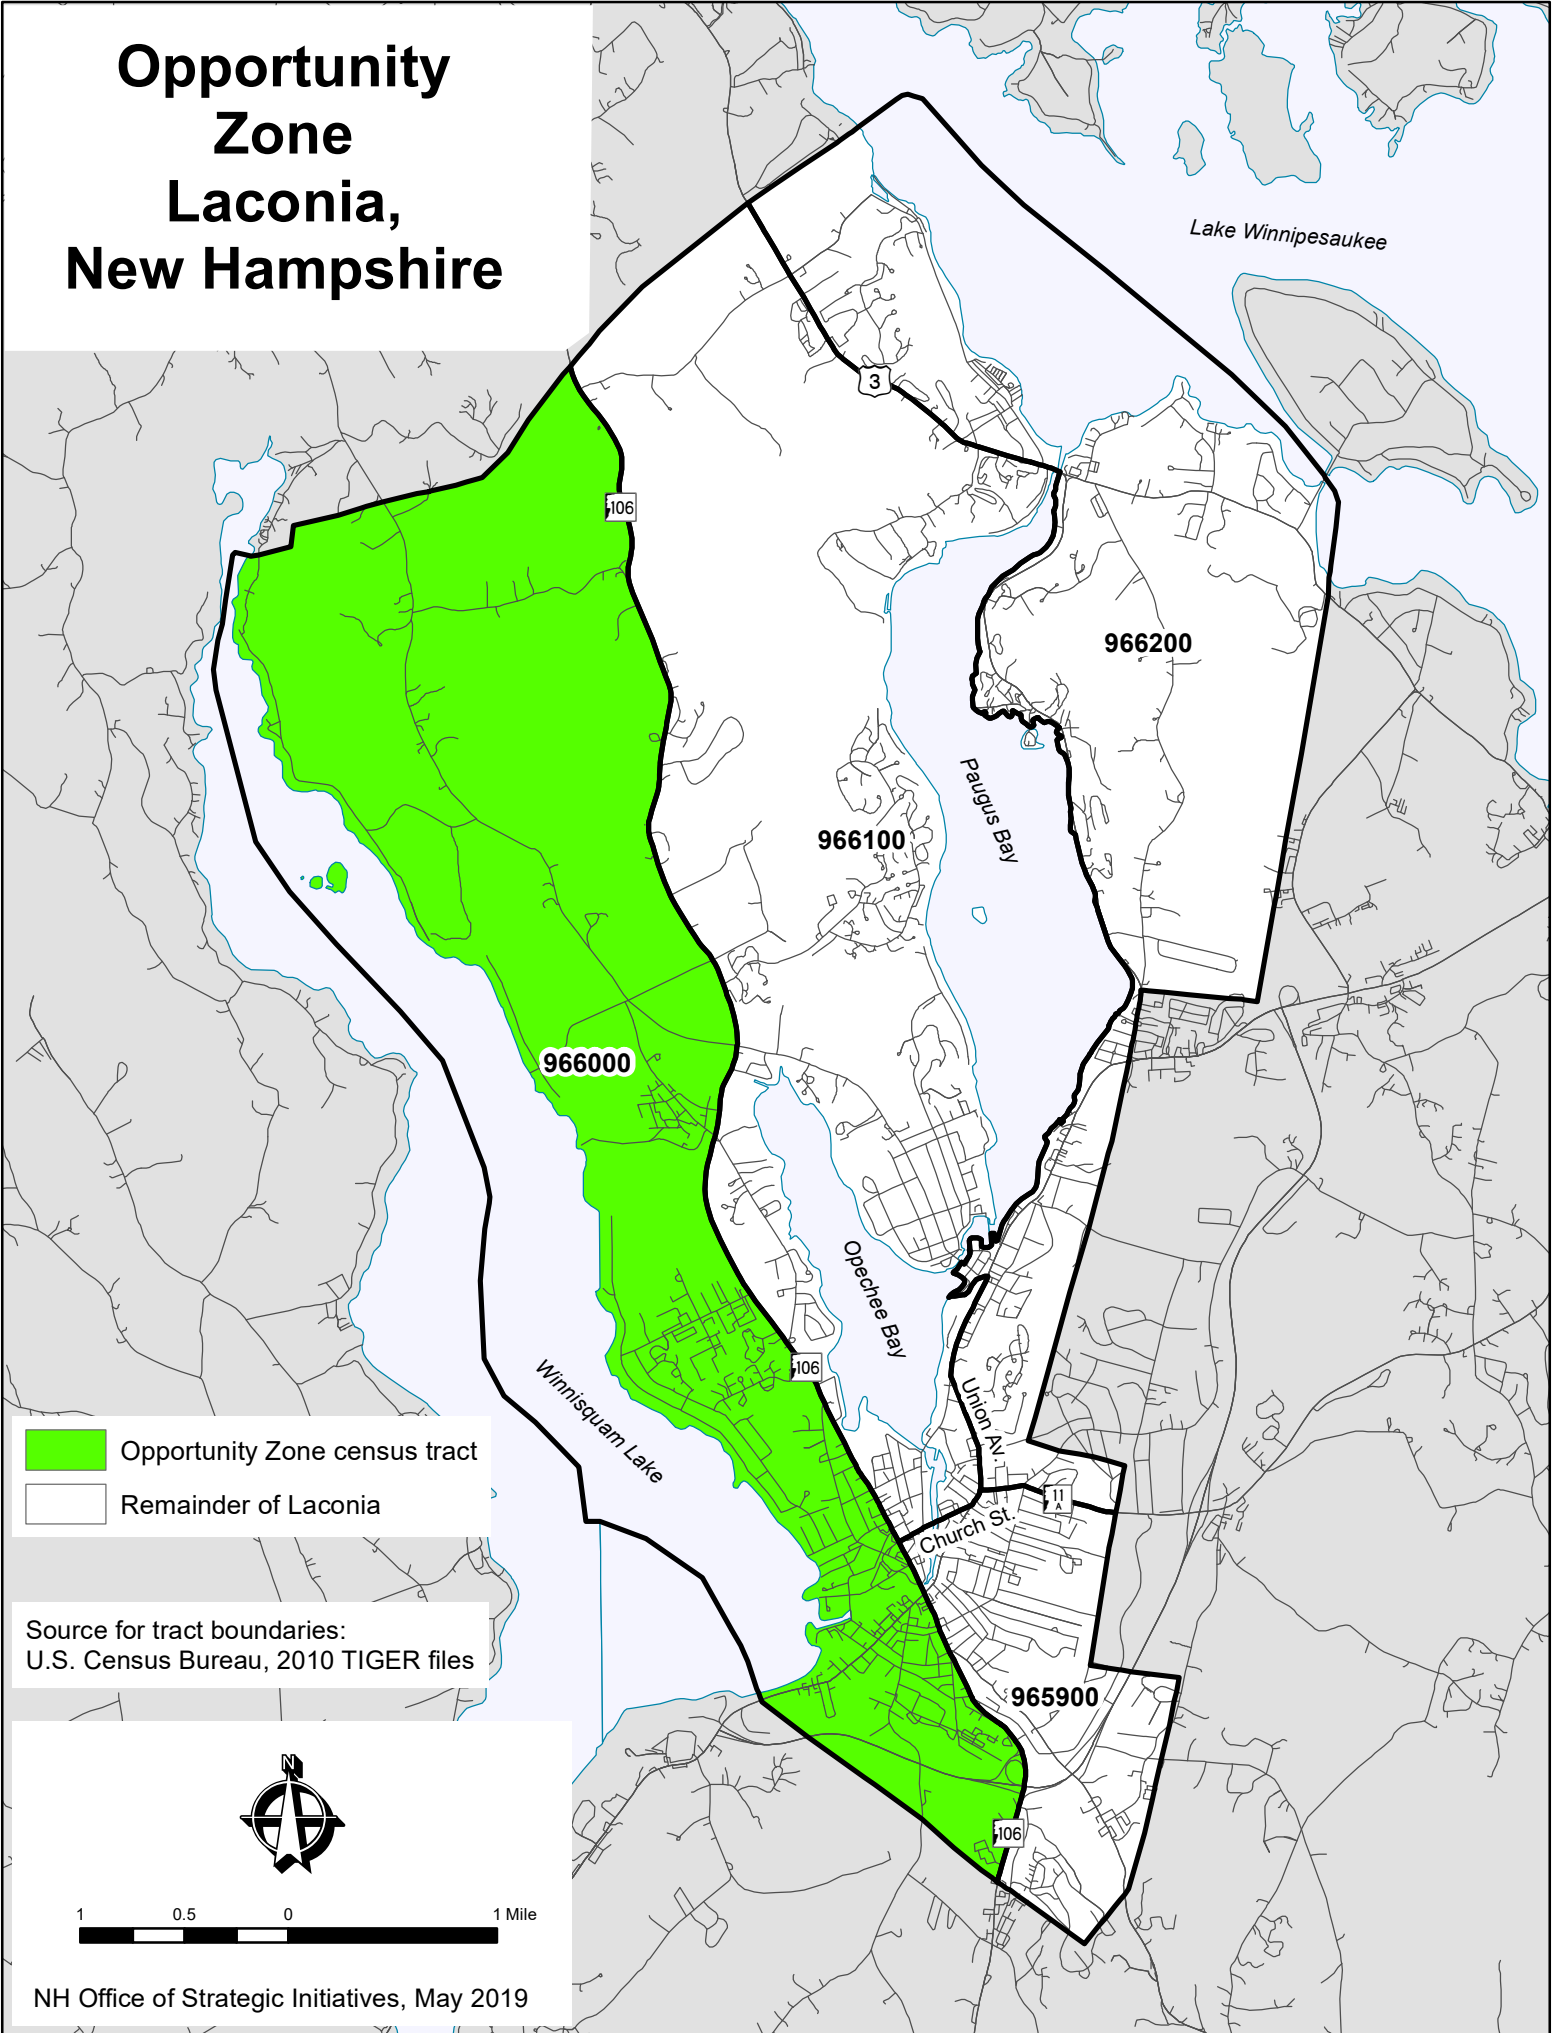 Opportunity
Zone
Laconia,
New Hampshire
Lake Winnipesaukee
3
106
966200
Paugus Bay
966100
966000
Opechee Bay
106
Winnisquam Lake
Union Av.
11
A
Church St.
Opportunity Zone census tract
Remainder of Laconia
Source for tract boundaries:
U.S. Census Bureau, 2010 TIGER files
965900
106
N
1 0.5 0 1 Mile
NH Office of Strategic Initiatives, May 2019